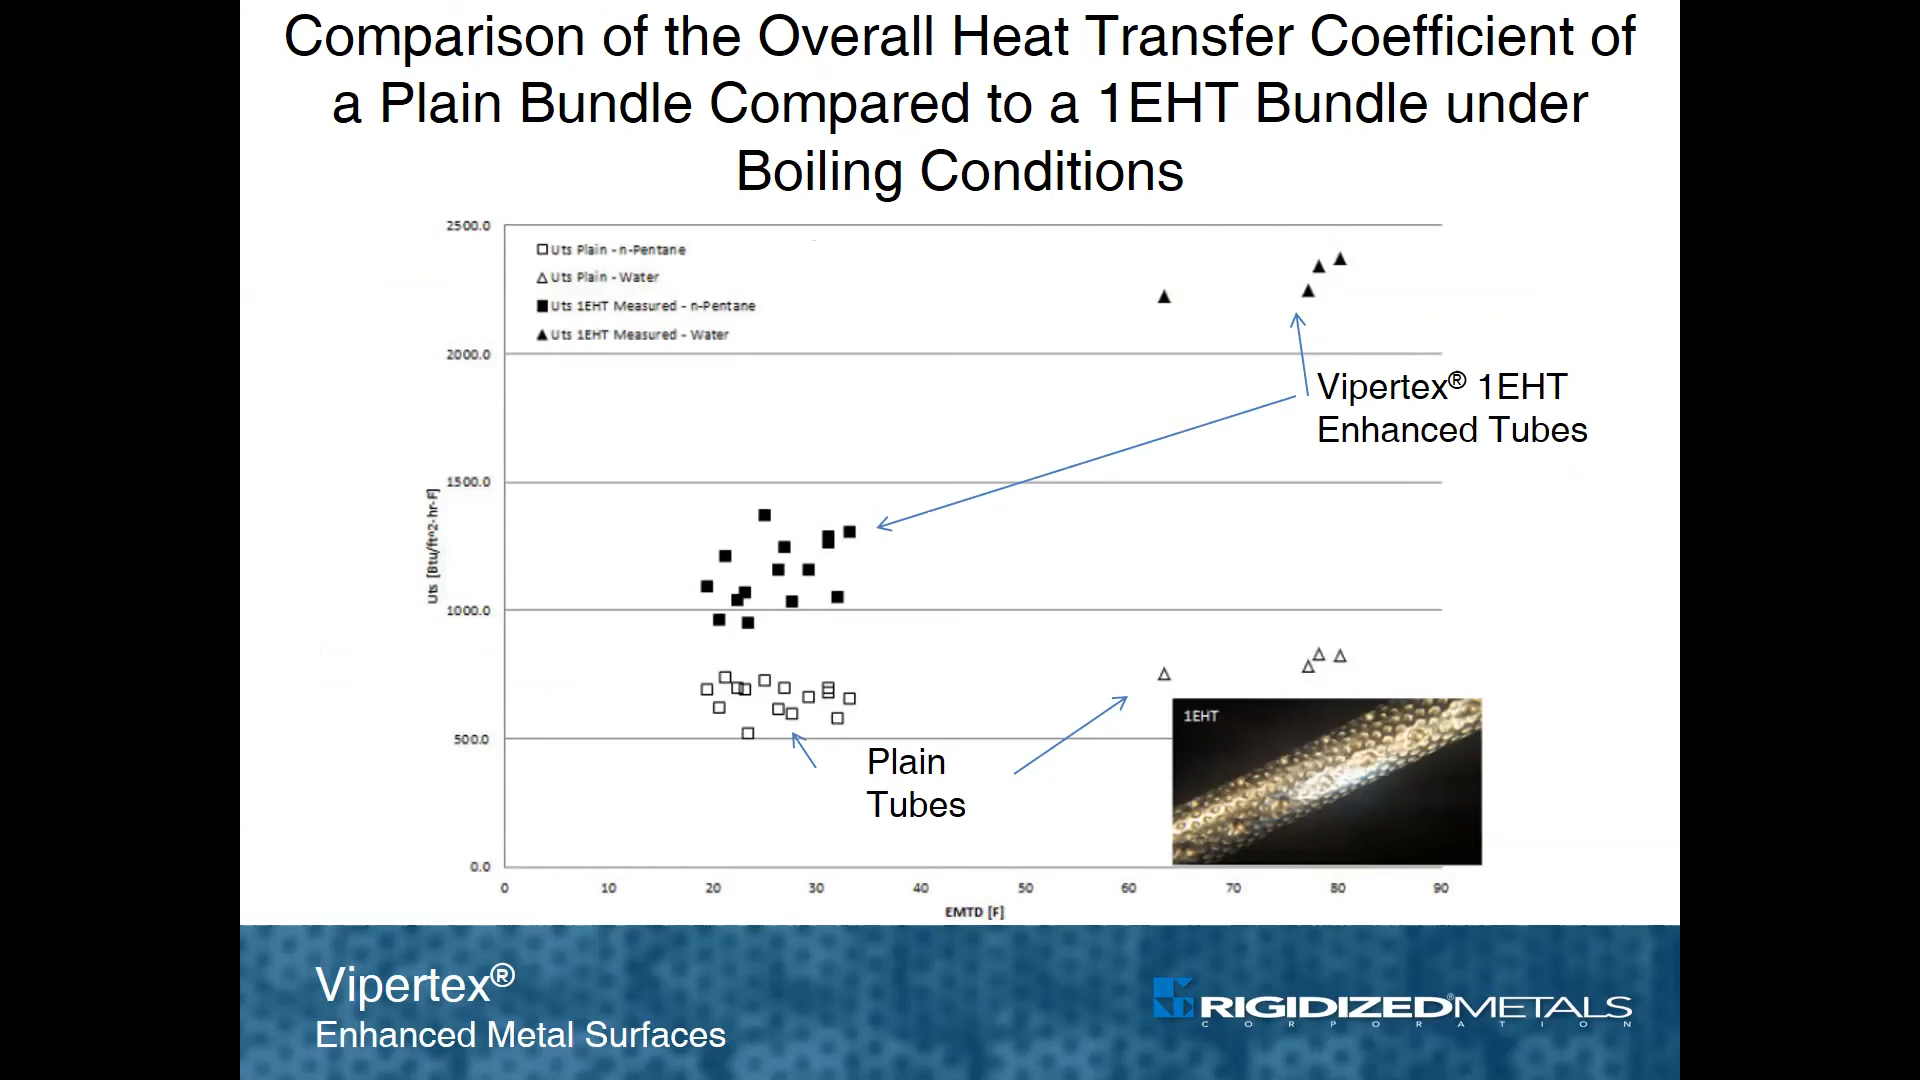 Comparison of the Overall Heat Transfer Coefficient of
a Plain Bundle Compared to a 1EHT Bundle under
Boiling Conditions
2500.0
Uts Plain - n-Pentane
Uts Plain - Water
Uts 1EHT Measured - n-Pentane
Uts 1EHT Measured - Water
2000.0
Vipertex® 1EHT
Enhanced Tubes
1500.0
Uts [Btu/ft^2-hr-F]
1000.0
1EHT
500.0
Plain
Tubes
0.0
0 10 20 30 40 50 60 70 80 90
EMTD [F]
Vipertex®
Enhanced Metal Surfaces
RIGIDIZED®METALS
CORPORATION